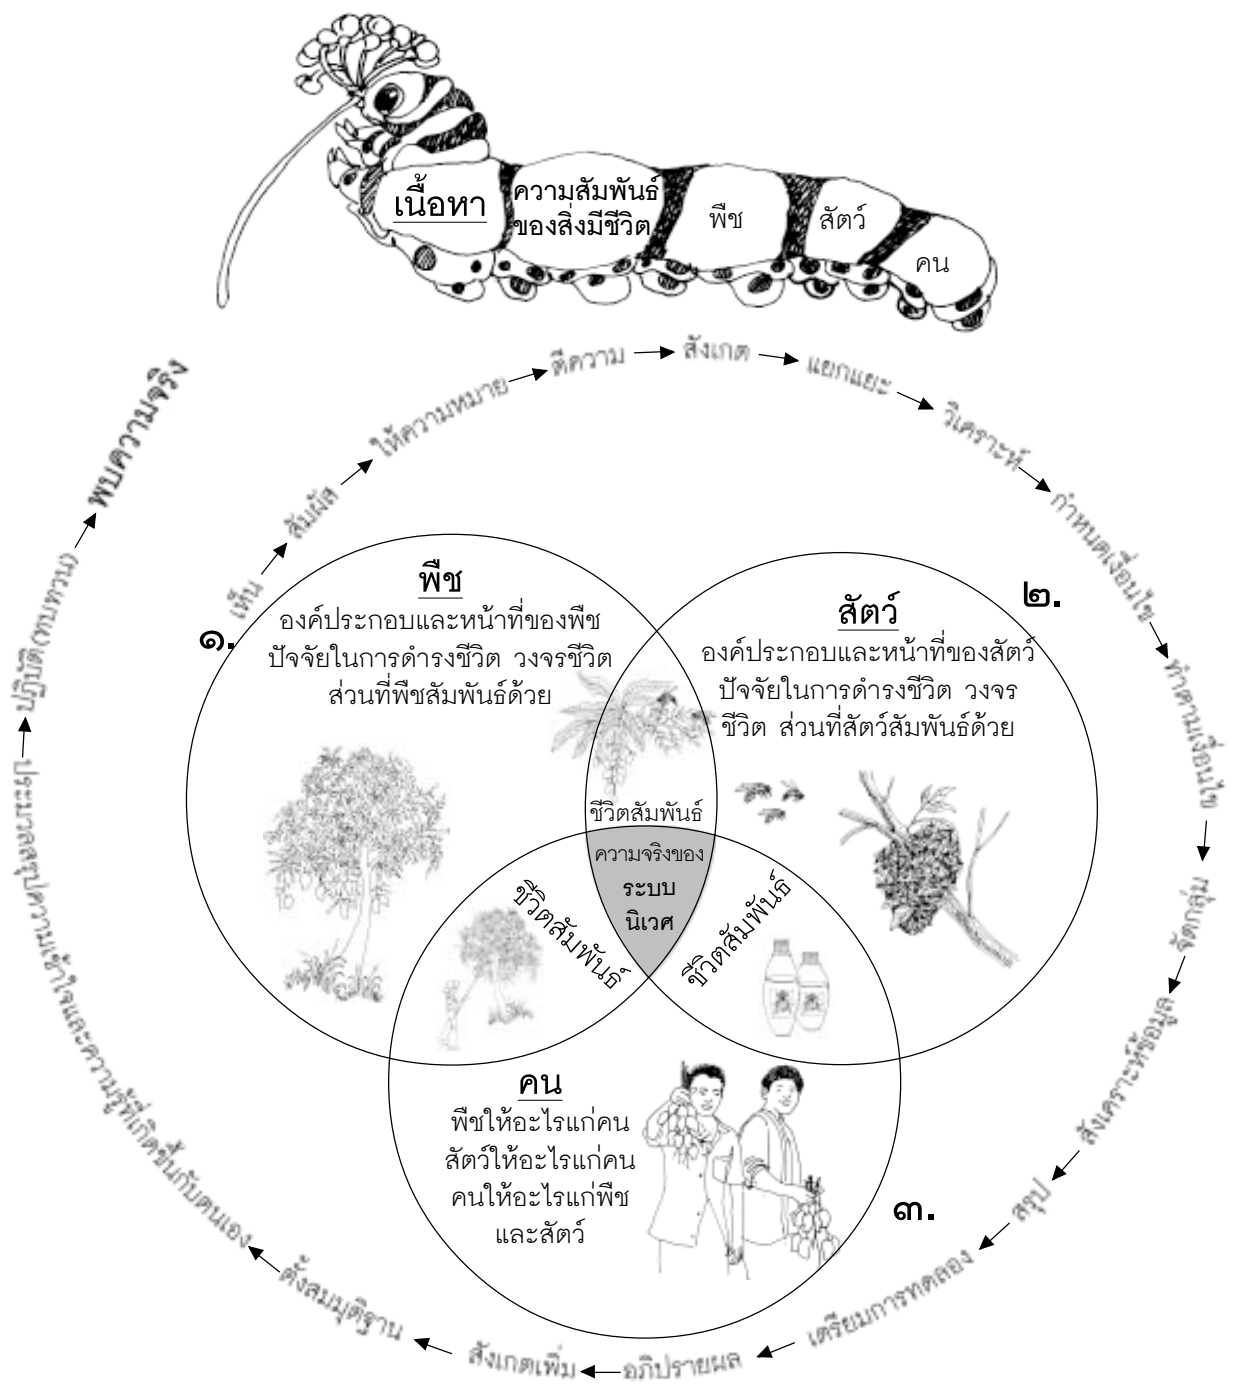 เนื้อหา
ความสัมพันธ์
ของสิ่งมีชีวิต
พืช
สัตว์
คน
เห็น
สัมผัส
ให้ความหมาย
ตีความ
สังเกต
แยกแยะ
วิเคราะห์
กำหนดเงื่อนไข
ทำตามเงื่อนไข
จัดกลุ่ม
สังเคราะห์ข้อมูล
สรุป
เตรียมการทดลอง
อภิปรายผล
สังเกตเพิ่ม
ตั้งสมมุติฐาน
ประมวลสรุปความเข้าใจและความรู้ที่เกิดขึ้นกับตนเอง
ปฏิบัติ(ทบทวน)
พบความจริง
๑.
พืช
องค์ประกอบและหน้าที่ของพืช
ปัจจัยในการดำรงชีวิต วงจรชีวิต
ส่วนที่พืชสัมพันธ์ด้วย
๒.
สัตว์
องค์ประกอบและหน้าที่ของสัตว์
ปัจจัยในการดำรงชีวิต วงจร
ชีวิต ส่วนที่สัตว์สัมพันธ์ด้วย
ชีวิตสัมพันธ์
ความจริงของ
ระบบ
นิเวศ
ชีวิตสัมพันธ์
ชีวิตสัมพันธ์
คน
พืชให้อะไรแก่คน
สัตว์ให้อะไรแก่คน
คนให้อะไรแก่พืช
และสัตว์
๓.